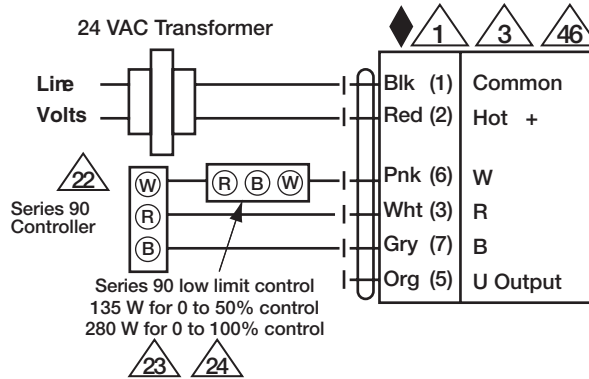 24 VAC Transformer
1 3 46
Line
Volts
Blk (1) Common
Red (2) Hot +
22
Series 90
Controller
W
R
B
R B W
Pnk (6) W
Wht (3) R
Gry (7) B
Org (5) U Output
Series 90 low limit control
135 W for 0 to 50% control
280 W for 0 to 100% control
23 24